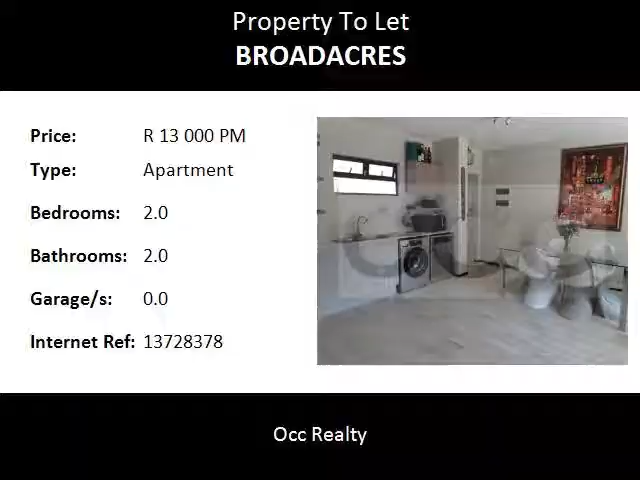 Property To Let
BROADACRES
Price: R 13 000 PM
Type: Apartment
Bedrooms: 2.0
Bathrooms: 2.0
Garage/s: 0.0
Internet Ref: 13728378
Occ Realty